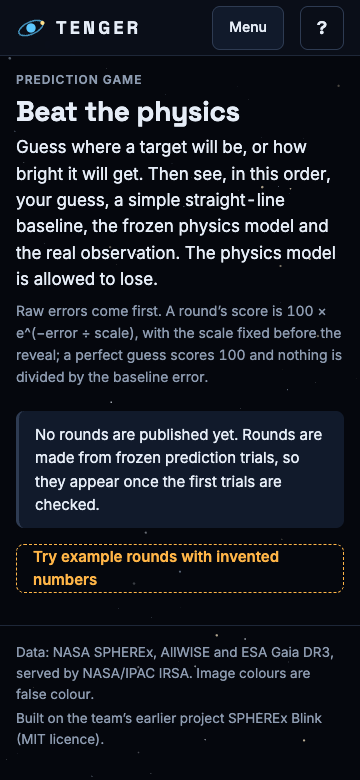 TENGER
Menu
?
PREDICTION GAME
Beat the physics
Guess where a target will be, or how
bright it will get. Then see, in this order,
your guess, a simple straight-line
baseline, the frozen physics model and
the real observation. The physics model
is allowed to lose.
Raw errors come first. A round’s score is 100 ×
e^(−error ÷ scale), with the scale fixed before the
reveal; a perfect guess scores 100 and nothing is
divided by the baseline error.
No rounds are published yet. Rounds are
made from frozen prediction trials, so
they appear once the first trials are
checked.
Try example rounds with invented
numbers
Data: NASA SPHEREx, AllWISE and ESA Gaia DR3,
served by NASA/IPAC IRSA. Image colours are
false colour.
Built on the team’s earlier project SPHEREx Blink
(MIT licence).